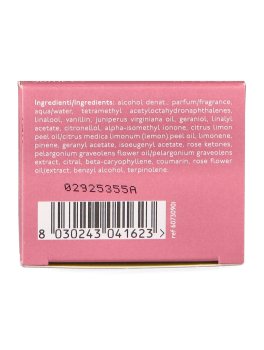 Ingredienti/Ingredients: alcohol denat., parfum/fragrance,
aqua/water, tetramethyl acetyloctahydronaphthalenes,
linalool, vanillin, juniperus virginiana oil, geraniol, linalyl
acetate, citronellol, alpha-isomethyl ionone, citrus limon
peel oil/citrus medica limonum (lemon) peel oil, limonene,
pinene, geranyl acetate, isoeugenyl acetate, rose ketones,
pelargonium graveolens flower oil/pelargonium graveolens
extract, citral, beta-caryophyllene, coumarin, rose flower
oil/extract, benzyl alcohol, terpinolene.
02925355A
8 030243 041623 >
ref 6073090I